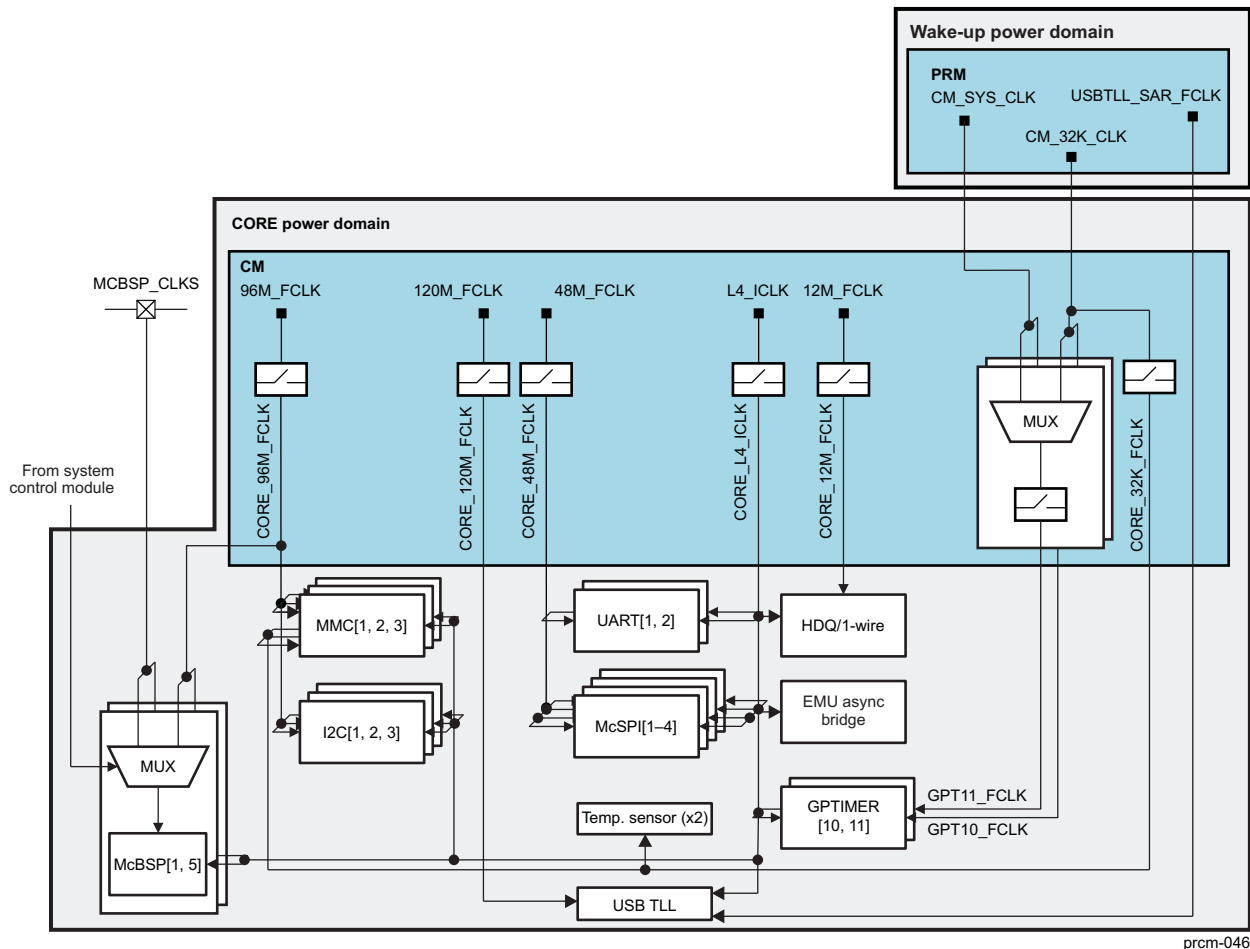 Wake-up power domain
PRM
CM_SYS_CLK
USBTLL_SAR_FCLK
CM_32K_CLK
CORE power domain
CM
MCBSP_CLKS
96M_FCLK
120M_FCLK
48M_FCLK
L4_ICLK
12M_FCLK
MUX
CORE_96M_FCLK
CORE_120M_FCLK
CORE_48M_FCLK
CORE_L4_ICLK
CORE_12M_FCLK
CORE_32K_FCLK
From system
control module
MMC[1, 2, 3]
UART[1, 2]
HDQ/1-wire
I2C[1, 2, 3]
McSPI[1–4]
EMU async
bridge
MUX
GPTIMER
[10, 11]
GPT11_FCLK
GPT10_FCLK
Temp. sensor (x2)
McBSP[1, 5]
USB TLL
prcm-046